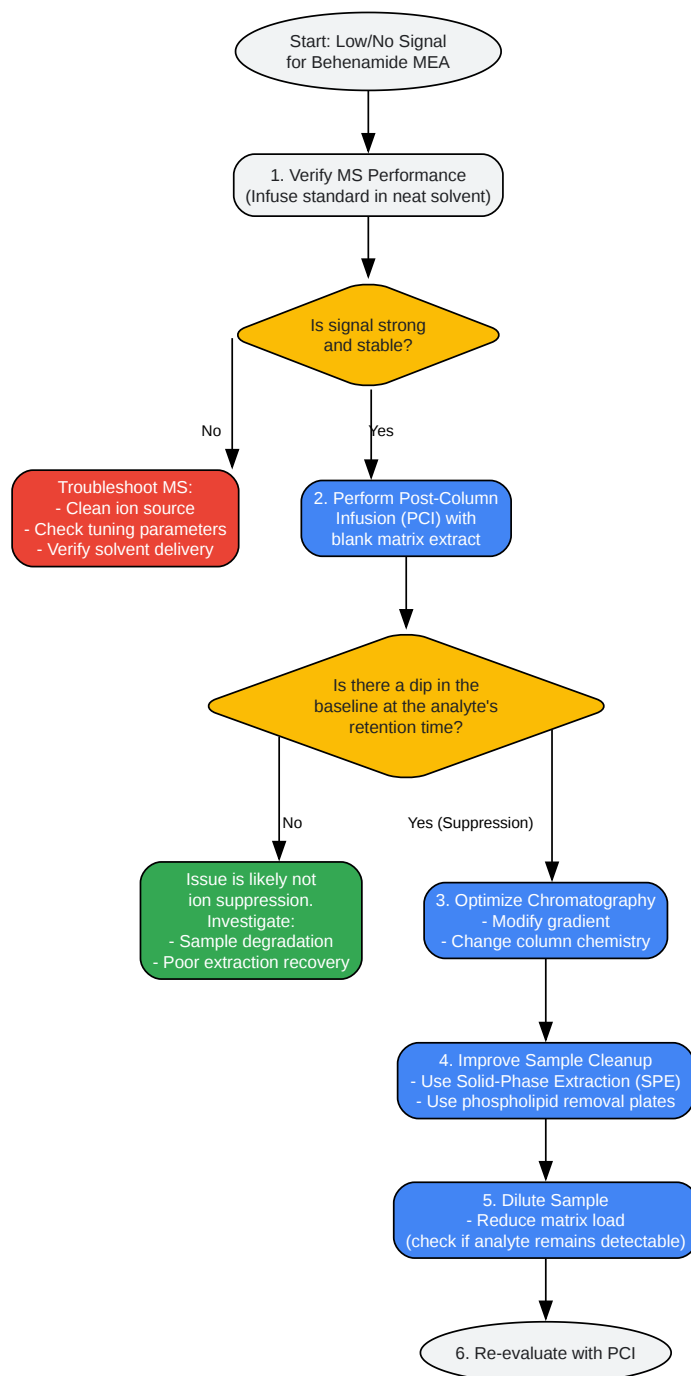 Start: Low/No Signal
for Behenamide MEA
1. Verify MS Performance
(Infuse standard in neat solvent)
Is signal strong
and stable?
No
Yes
Troubleshoot MS:
- Clean ion source
- Check tuning parameters
- Verify solvent delivery
2. Perform Post-Column
Infusion (PCI) with
blank matrix extract
Is there a dip in the
baseline at the analyte's
retention time?
No
Yes (Suppression)
Issue is likely not
ion suppression.
Investigate:
- Sample degradation
- Poor extraction recovery
3. Optimize Chromatography
- Modify gradient
- Change column chemistry
4. Improve Sample Cleanup
- Use Solid-Phase Extraction (SPE)
- Use phospholipid removal plates
5. Dilute Sample
- Reduce matrix load
(check if analyte remains detectable)
6. Re-evaluate with PCI